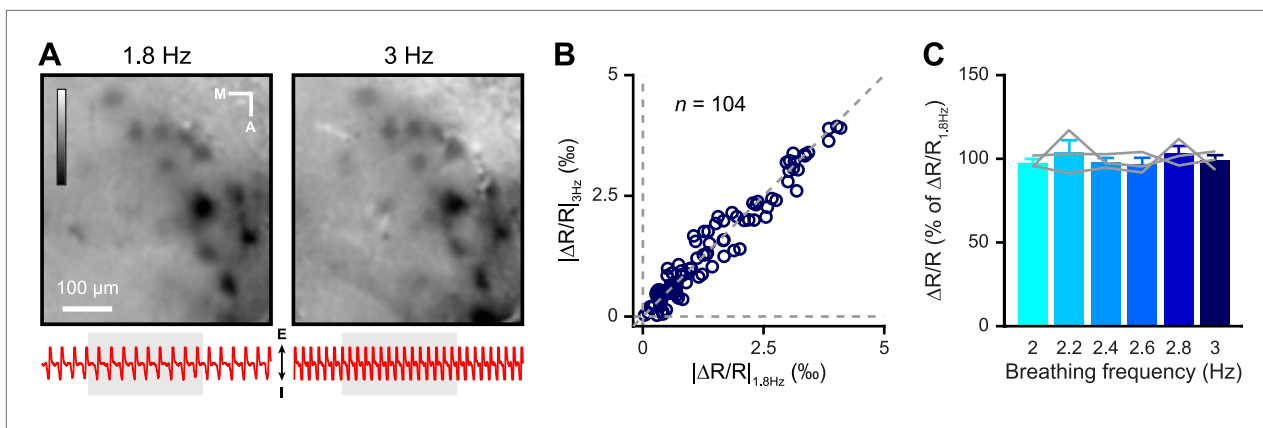 A
1.8 Hz
3 Hz
M
A
100 µm
E
I
B
5
2.5
0
n = 104
|ΔR/R|3Hz (‰)
0
2.5
5
|ΔR/R|1.8Hz (‰)
C
150
100
50
0
ΔR/R (% of ΔR/R1.8Hz)
2 2.2 2.4 2.6 2.8 3
Breathing frequency (Hz)